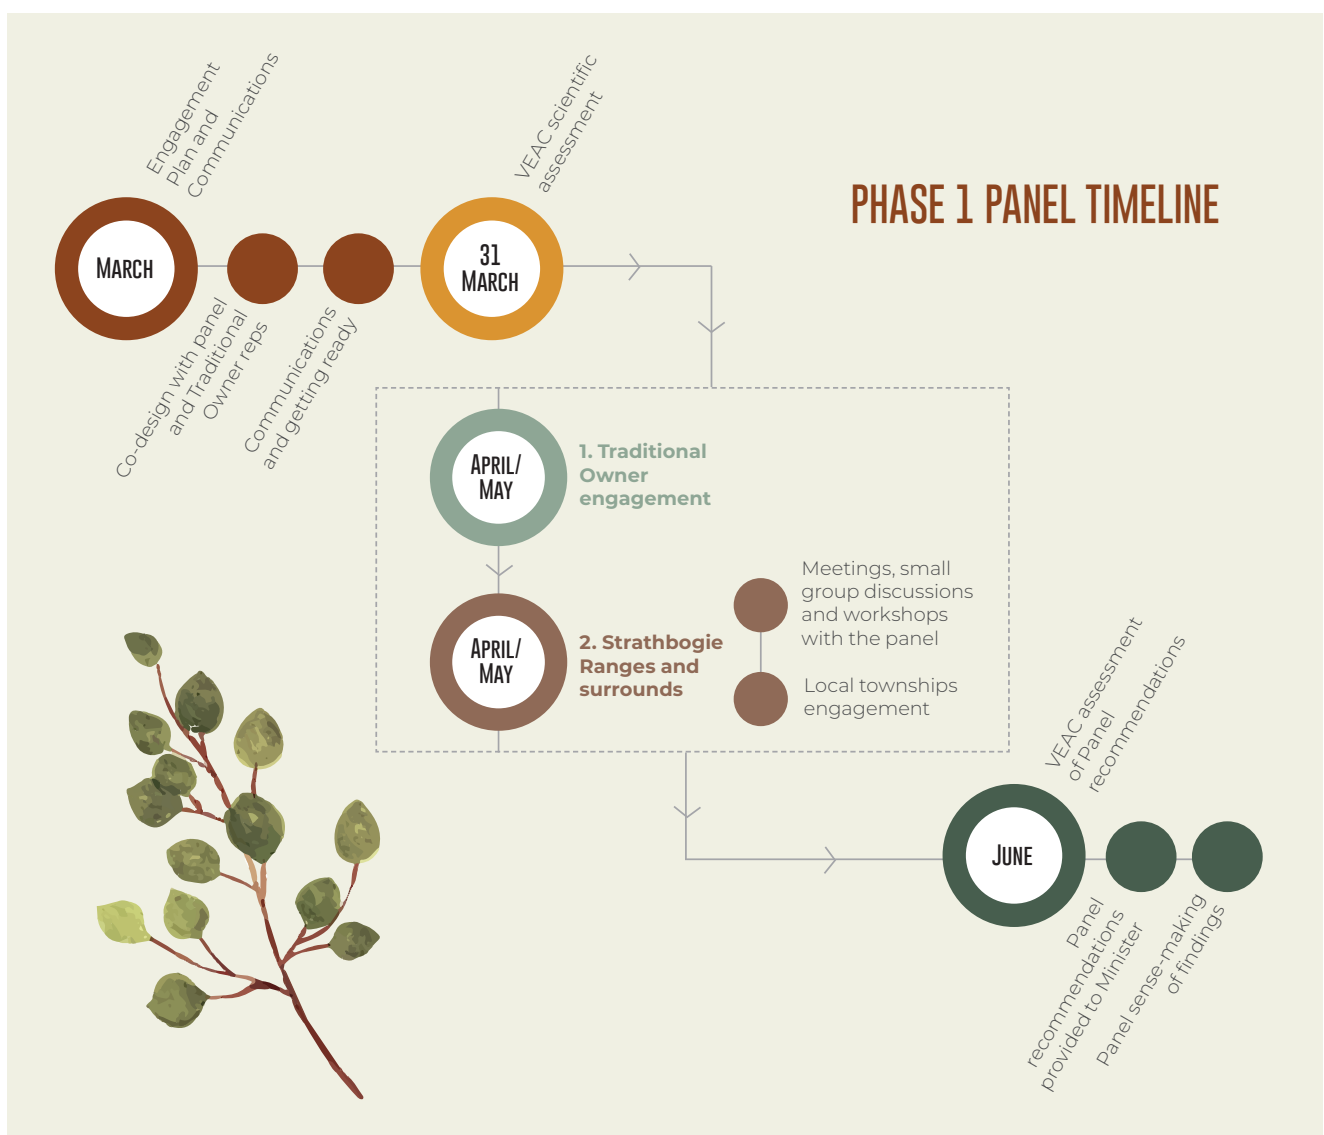 PHASE 1 PANEL TIMELINE
Engagement
Plan and
Communications
MARCH
Co-design with panel
and Traditional
Owner reps
Communications
and getting ready
VEAC scientific
assessment
31
MARCH
APRIL/
MAY
1. Traditional
Owner
engagement
APRIL/
MAY
2. Strathbogie
Ranges and
surrounds
Meetings, small
group discussions
and workshops
with the panel
Local townships
engagement
VEAC assessment
of Panel
recommendations
JUNE
Panel
recommendations
provided to Minister
Panel sense-making
of findings